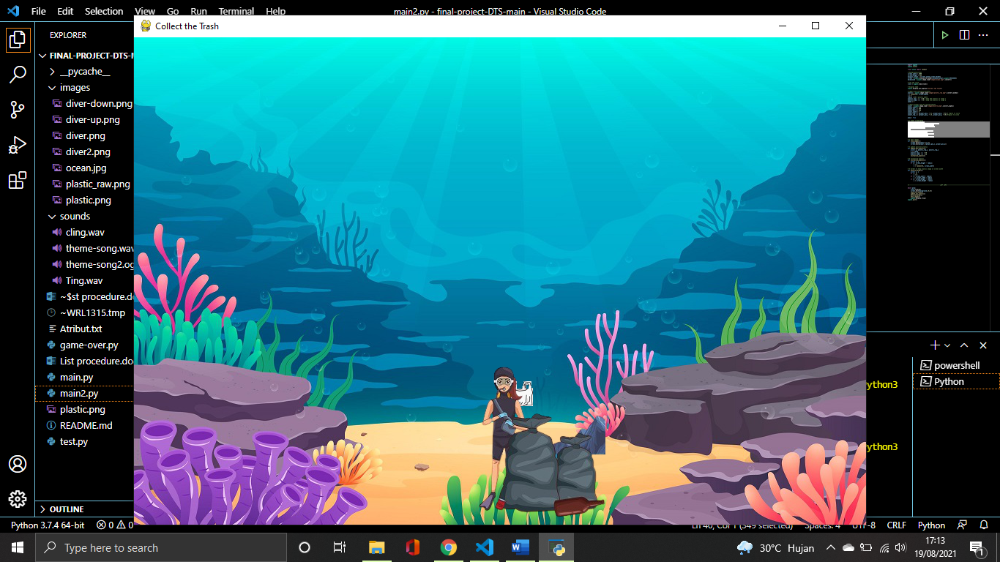 File Edit Selection View Go Run Terminal Help
main2.py - final-project-DTS-main - Visual Studio Code
Collect the Trash
EXPLORER
FINAL-PROJECT-DTS-M
__pycache__
images
diver-down.png
diver-up.png
diver.png
diver2.png
ocean.jpg
plastic_raw.png
plastic.png
sounds
cling.wav
theme-song.wav
theme-song2.og
Ting.wav
~$st procedure.do
~WRL1315.tmp
Atribut.txt
game-over.py
List procedure.do
main.py
main2.py
plastic.png
README.md
test.py
OUTLINE
powershell
Python
ython3
ython3
Python 3.7.4 64-bit 0 0
Ln 40, Col 1 (549 selected) Spaces: 4 UTF-8 CRLF Python
Type here to search
30°C Hujan
17:13
19/08/2021
1